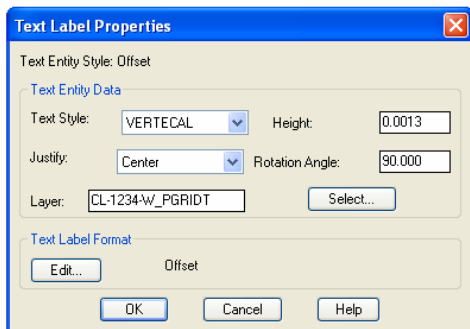 Text Label Properties
Text Entity Style: Offset
Text Entity Data
Text Style: VERTECAL Height: 0.0013
Justify: Center Rotation Angle: 90.000
Layer: CL-1234-W_PGRIDT Select...
Text Label Format
Edit... Offset
OK Cancel Help